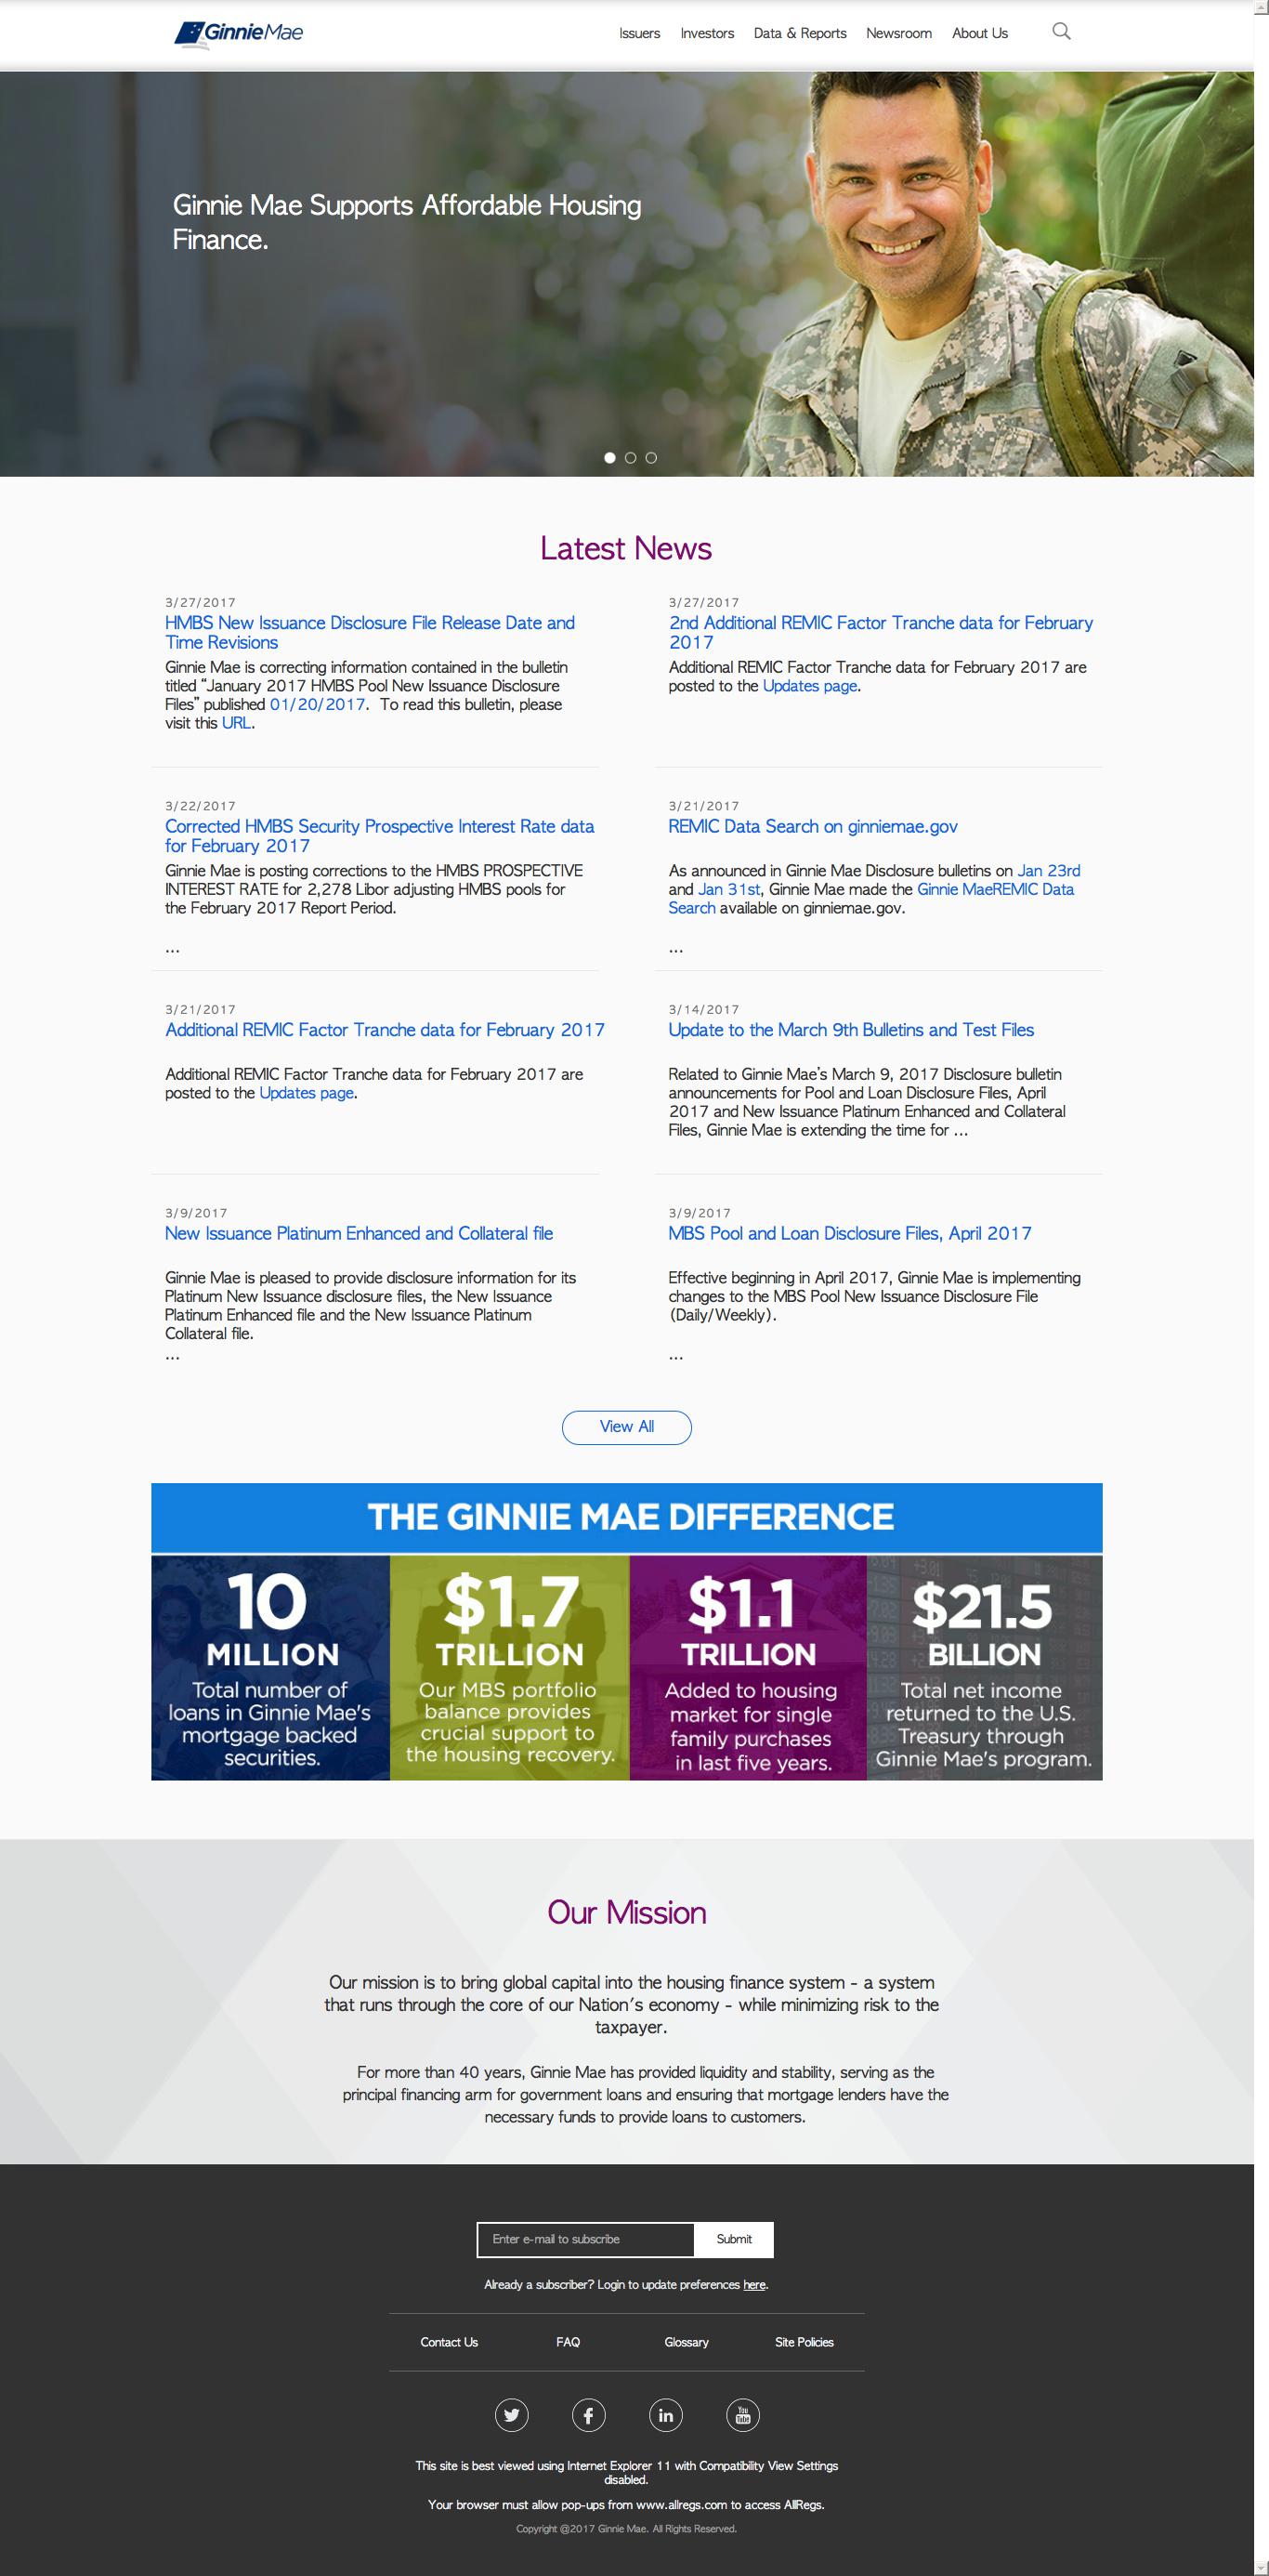 GinnieMae
Issuers Investors Data & Reports Newsroom About Us
Ginnie Mae Supports Affordable Housing
Finance.
Latest News
3/27/2017
HMBS New Issuance Disclosure File Release Date and
Time Revisions
Ginnie Mae is correcting information contained in the bulletin
titled “January 2017 HMBS Pool New Issuance Disclosure
Files” published 01/20/2017. To read this bulletin, please
visit this URL.
3/27/2017
2nd Additional REMIC Factor Tranche data for February
2017
Additional REMIC Factor Tranche data for February 2017 are
posted to the Updates page.
3/22/2017
Corrected HMBS Security Prospective Interest Rate data
for February 2017
Ginnie Mae is posting corrections to the HMBS PROSPECTIVE
INTEREST RATE for 2,278 Libor adjusting HMBS pools for
the February 2017 Report Period.
...
3/21/2017
REMIC Data Search on ginniemae.gov
As announced in Ginnie Mae Disclosure bulletins on Jan 23rd
and Jan 31st, Ginnie Mae made the Ginnie MaeREMIC Data
Search available on ginniemae.gov.
...
3/21/2017
Additional REMIC Factor Tranche data for February 2017
Additional REMIC Factor Tranche data for February 2017 are
posted to the Updates page.
3/14/2017
Update to the March 9th Bulletins and Test Files
Related to Ginnie Mae’s March 9, 2017 Disclosure bulletin
announcements for Pool and Loan Disclosure Files, April
2017 and New Issuance Platinum Enhanced and Collateral
Files, Ginnie Mae is extending the time for ...
3/9/2017
New Issuance Platinum Enhanced and Collateral file
Ginnie Mae is pleased to provide disclosure information for its
Platinum New Issuance disclosure files, the New Issuance
Platinum Enhanced file and the New Issuance Platinum
Collateral file.
...
3/9/2017
MBS Pool and Loan Disclosure Files, April 2017
Effective beginning in April 2017, Ginnie Mae is implementing
changes to the MBS Pool New Issuance Disclosure File
(Daily/Weekly).
...
View All
THE GINNIE MAE DIFFERENCE
10
MILLION
Total number of
loans in Ginnie Mae's
mortgage backed
securities.
$1.7
TRILLION
Our MBS portfolio
balance provides
crucial support to
the housing recovery.
$1.1
TRILLION
Added to housing
market for single
family purchases
in last five years.
$21.5
BILLION
Total net income
returned to the U.S.
Treasury through
Ginnie Mae's program.
Our Mission
Our mission is to bring global capital into the housing finance system - a system
that runs through the core of our Nation's economy - while minimizing risk to the
taxpayer.
For more than 40 years, Ginnie Mae has provided liquidity and stability, serving as the
principal financing arm for government loans and ensuring that mortgage lenders have the
necessary funds to provide loans to customers.
Enter e-mail to subscribe Submit
Already a subscriber? Login to update preferences here.
Contact Us FAQ Glossary Site Policies
You
Tube
This site is best viewed using Internet Explorer 11 with Compatibility View Settings
disabled.
Your browser must allow pop-ups from www.allregs.com to access AllRegs.
Copyright @2017 Ginnie Mae. All Rights Reserved.